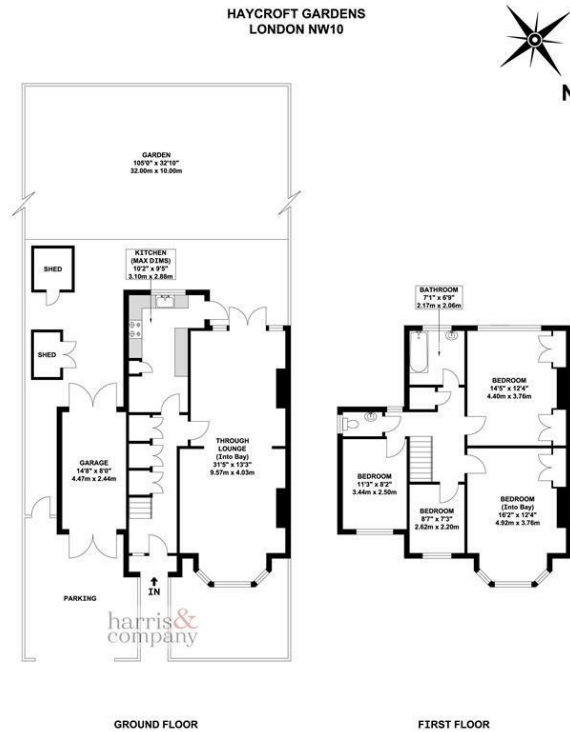 HAYCROFT GARDENS
LONDON NW10
N
GARDEN
105'0" x 32'10"
32.00m x 10.00m
SHED
KITCHEN
(MAX DIMS)
10'2" x 9'5"
3.10m x 2.88m
SHED
BATHROOM
7'1" x 6'9"
2.17m x 2.06m
BEDROOM
14'5" x 12'4"
4.40m x 3.76m
THROUGH
LOUNGE
(Into Bay)
31'5" x 13'3"
9.57m x 4.03m
GARAGE
14'8" x 8'0"
4.47m x 2.44m
BEDROOM
11'3" x 8'2"
3.44m x 2.50m
BEDROOM
(Into Bay)
16'2" x 12'4"
4.92m x 3.76m
BEDROOM
8'7" x 7'3"
2.62m x 2.20m
PARKING
IN
harris&
company
GROUND FLOOR
FIRST FLOOR